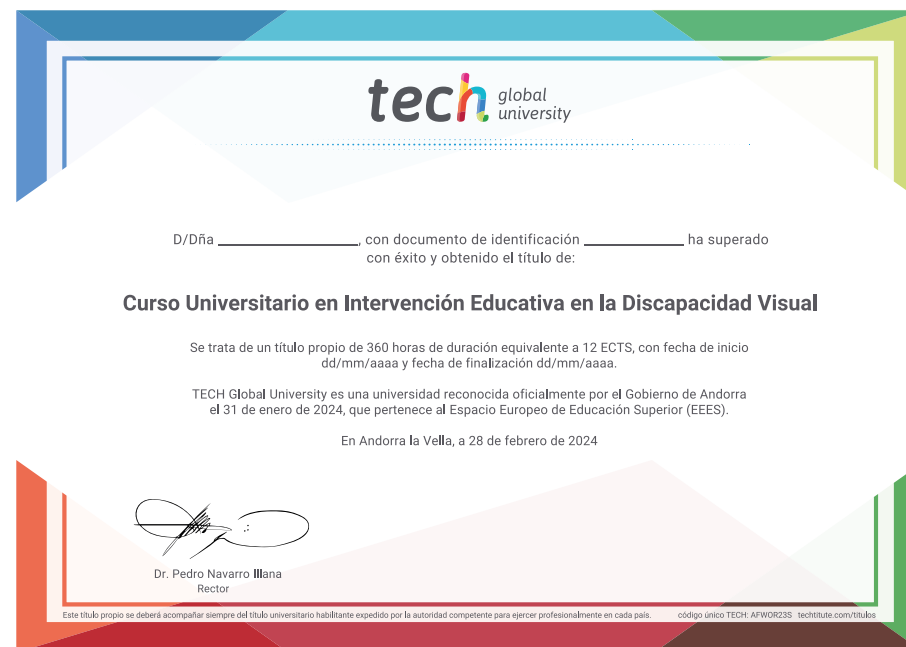 tech global university
D/Dña ____________________, con documento de identificación ______________ ha superado
con éxito y obtenido el título de:
Curso Universitario en Intervención Educativa en la Discapacidad Visual
Se trata de un título propio de 360 horas de duración equivalente a 12 ECTS, con fecha de inicio
dd/mm/aaaa y fecha de finalización dd/mm/aaaa.
TECH Global University es una universidad reconocida oficialmente por el Gobierno de Andorra
el 31 de enero de 2024, que pertenece al Espacio Europeo de Educación Superior (EEES).
En Andorra la Vella, a 28 de febrero de 2024
Dr. Pedro Navarro Illana
Rector
Este título propio se deberá acompañar siempre del título universitario habilitante expedido por la autoridad competente para ejercer profesionalmente en cada país. código único TECH: AFWOR23S techtitute.com/titulos